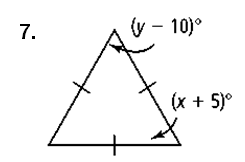 7.
(y − 10)°
(x + 5)°